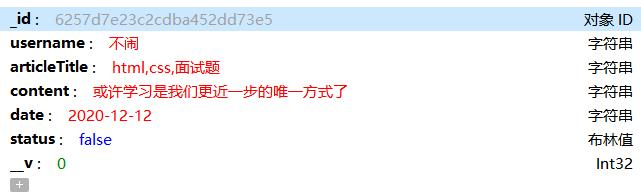 _id : 6257d7e23c2cdba452dd73e5 对象 ID
username : 不闹 字符串
articleTitle : html,css,面试题 字符串
content : 或许学习是我们更近一步的唯一方式了 字符串
date : 2020-12-12 字符串
status : false 布林值
__v : 0 Int32